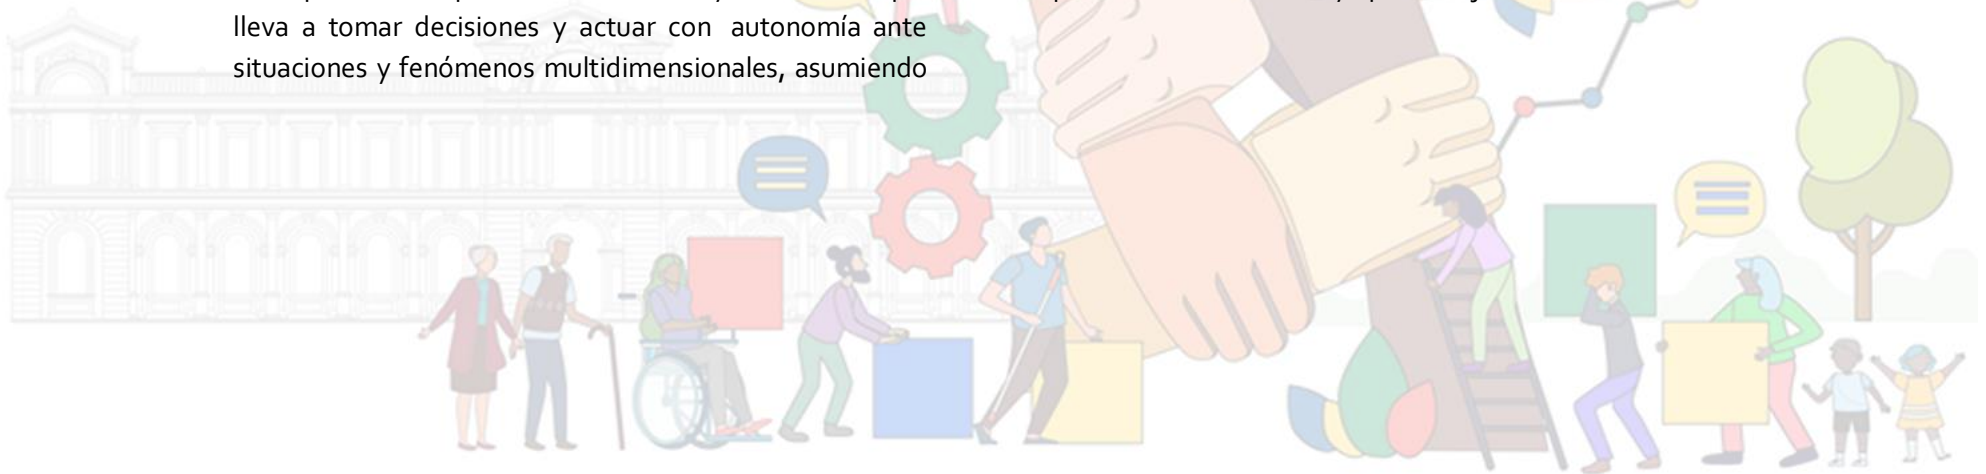 lleva a tomar decisiones y actuar con autonomía ante
situaciones y fenómenos multidimensionales, asumiendo